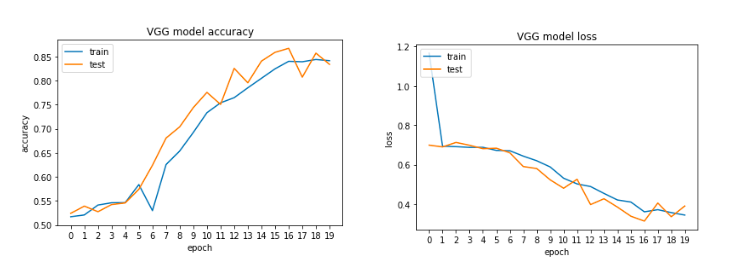 VGG model accuracy
train
test
0.85
0.80
0.75
0.70
0.65
0.60
0.55
0.50
accuracy
0 1 2 3 4 5 6 7 8 9 10 11 12 13 14 15 16 17 18 19
epoch
VGG model loss
train
test
1.2
1.0
0.8
0.6
0.4
loss
0 1 2 3 4 5 6 7 8 9 10 11 12 13 14 15 16 17 18 19
epoch